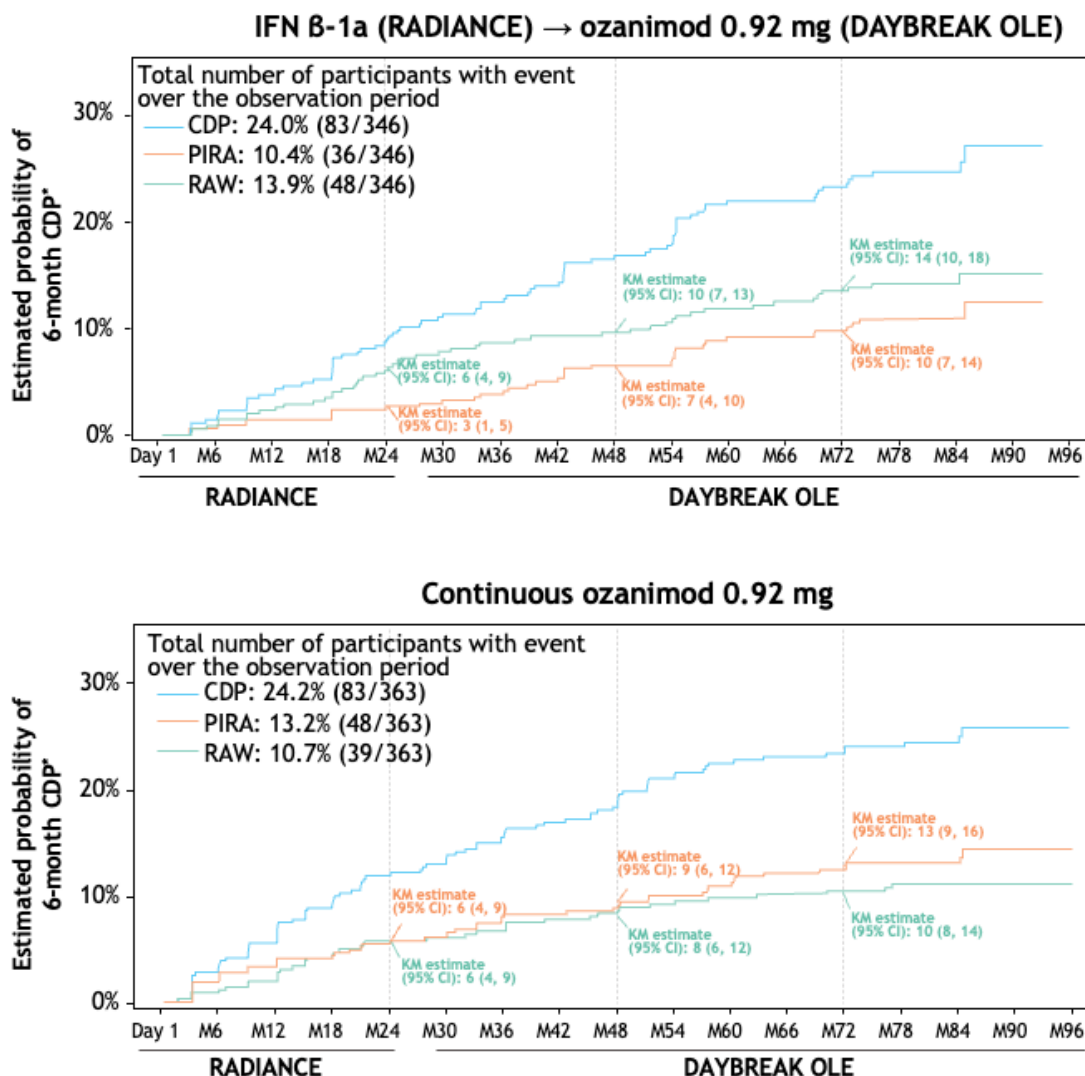 IFN ß-1a (RADIANCE) → ozanimod 0.92 mg (DAYBREAK OLE)
Total number of participants with event
over the observation period
CDP: 24.0% (83/346)
PIRA: 10.4% (36/346)
RAW: 13.9% (48/346)
Estimated probability of
6-month CDP*
30%
20%
10%
0%
KM estimate
(95% CI): 6 (4, 9)
KM estimate
(95% CI): 3 (1, 5)
KM estimate
(95% CI): 10 (7, 13)
KM estimate
(95% CI): 7 (4, 10)
KM estimate
(95% CI): 14 (10, 18)
KM estimate
(95% CI): 10 (7, 14)
Day 1 M6 M12 M18 M24 M30 M36 M42 M48 M54 M60 M66 M72 M78 M84 M90 M96
RADIANCE DAYBREAK OLE
Continuous ozanimod 0.92 mg
Total number of participants with event
over the observation period
CDP: 24.2% (83/363)
PIRA: 13.2% (48/363)
RAW: 10.7% (39/363)
Estimated probability of
6-month CDP*
30%
20%
10%
0%
KM estimate
(95% CI): 6 (4, 9)
KM estimate
(95% CI): 6 (4, 9)
KM estimate
(95% CI): 9 (6, 12)
KM estimate
(95% CI): 8 (6, 12)
KM estimate
(95% CI): 13 (9, 16)
KM estimate
(95% CI): 10 (8, 14)
Day 1 M6 M12 M18 M24 M30 M36 M42 M48 M54 M60 M66 M72 M78 M84 M90 M96
RADIANCE DAYBREAK OLE